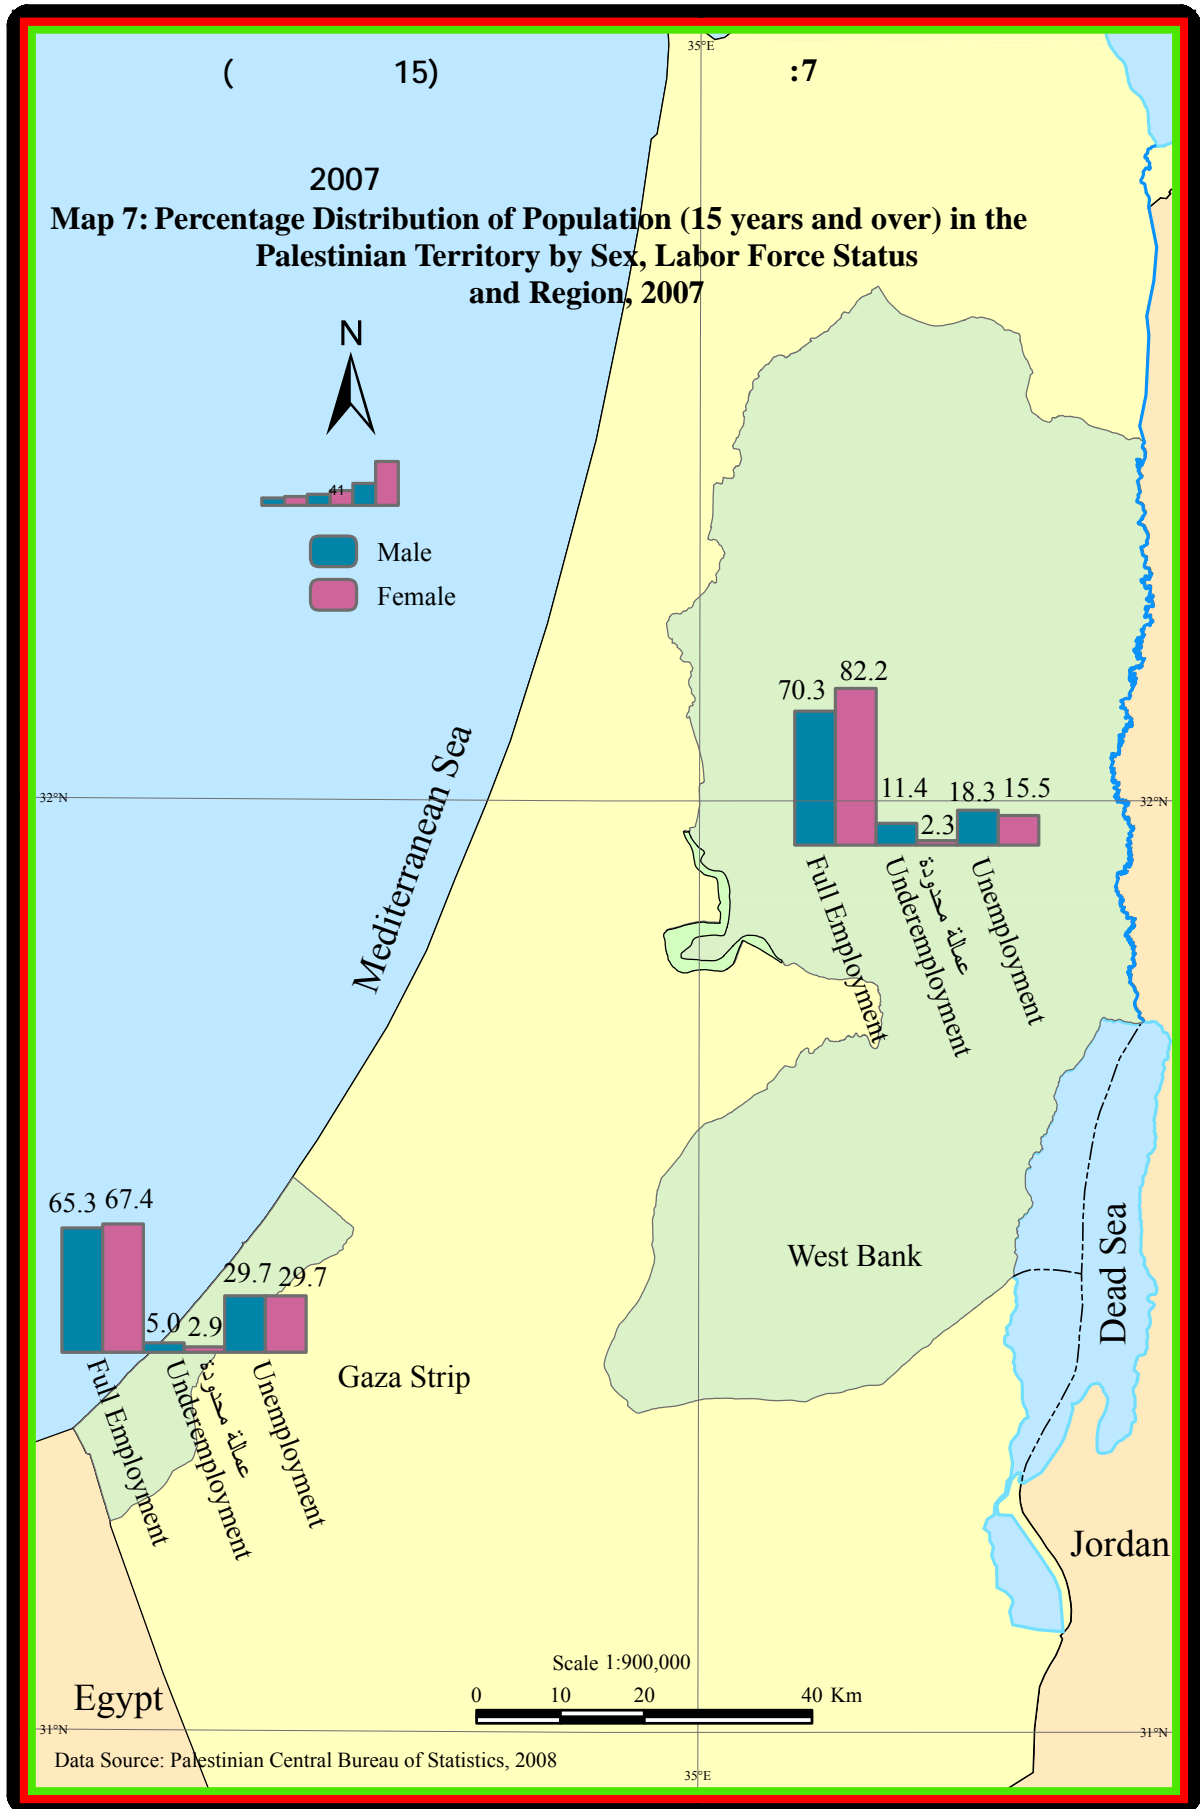 35°E
( 15) :7
2007
Map 7: Percentage Distribution of Population (15 years and over) in the
Palestinian Territory by Sex, Labor Force Status
and Region, 2007
N
41
Male
Female
82.2
70.3
11.4
18.3
15.5
2.3
32°N
32°N
Mediterranean Sea
Full Employment
Underemployment
عمالة محدودة
Unemployment
65.3
67.4
5.0
2.9
29.7
29.7
Full Employment
Underemployment
عمالة محدودة
Unemployment
West Bank
Dead Sea
Gaza Strip
Jordan
Egypt
Scale 1:900,000
0 10 20 40 Km
31°N
31°N
Data Source: Palestinian Central Bureau of Statistics, 2008
35°E